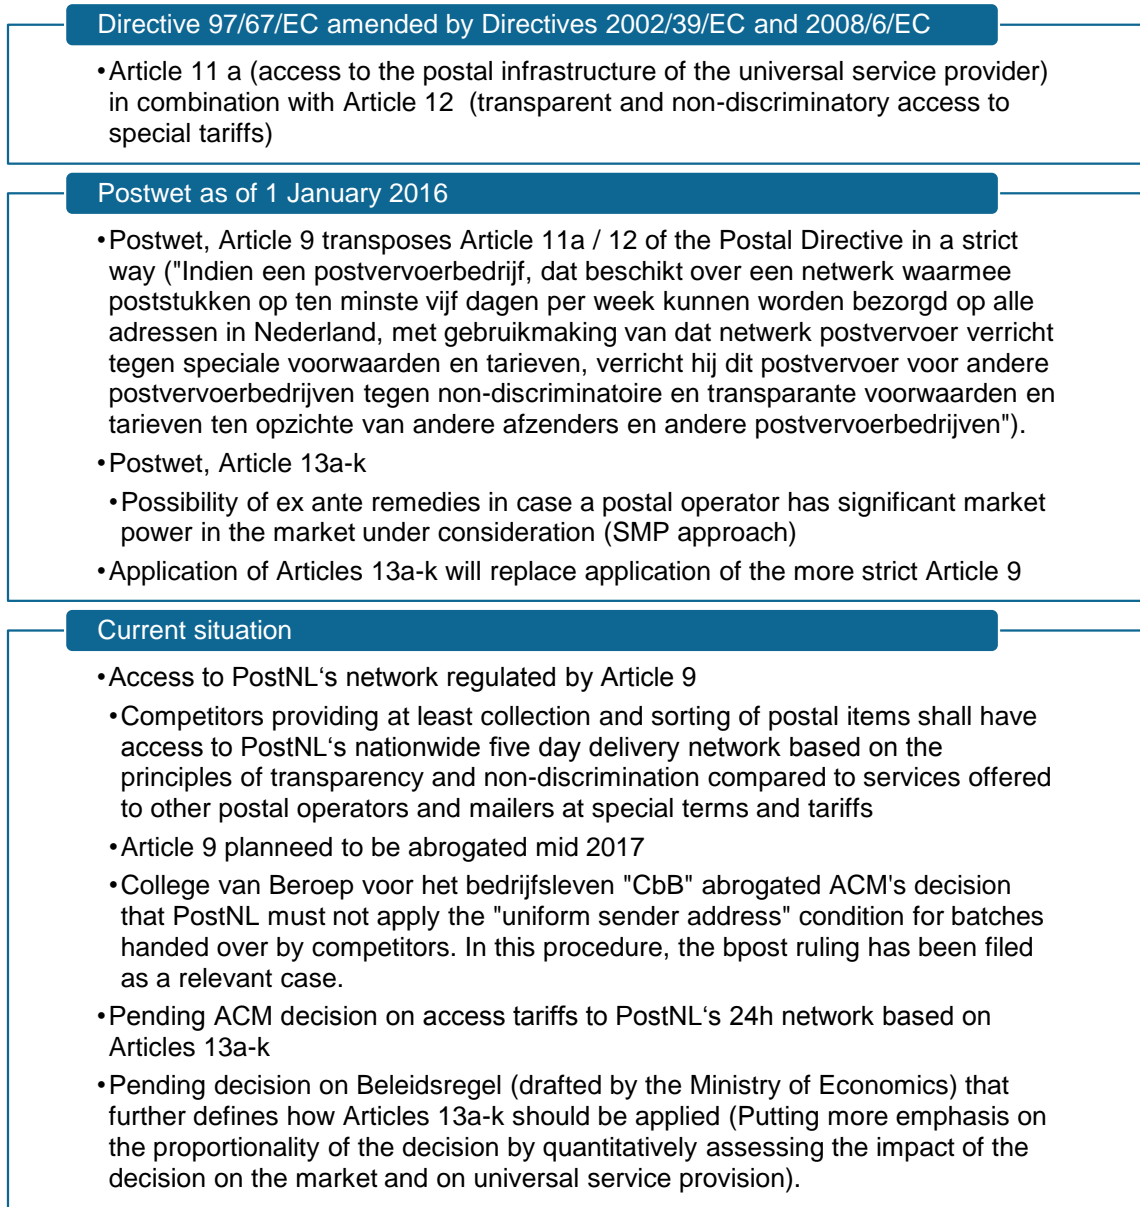 Directive 97/67/EC amended by Directives 2002/39/EC and 2008/6/EC
•Article 11 a (access to the postal infrastructure of the universal service provider)
in combination with Article 12  (transparent and non-discriminatory access to
special tariffs)
Postwet as of 1 January 2016
•Postwet, Article 9 transposes Article 11a / 12 of the Postal Directive in a strict
way ("Indien een postvervoerbedrijf, dat beschikt over een netwerk waarmee
poststukken op ten minste vijf dagen per week kunnen worden bezorgd op alle
adressen in Nederland, met gebruikmaking van dat netwerk postvervoer verricht
tegen speciale voorwaarden en tarieven, verricht hij dit postvervoer voor andere
postvervoerbedrijven tegen non-discriminatoire en transparante voorwaarden en
tarieven ten opzichte van andere afzenders en andere postvervoerbedrijven").
•Postwet, Article 13a-k
•Possibility of ex ante remedies in case a postal operator has significant market
power in the market under consideration (SMP approach)
•Application of Articles 13a-k will replace application of the more strict Article 9
Current situation
•Access to PostNL‘s network regulated by Article 9
•Competitors providing at least collection and sorting of postal items shall have
access to PostNL‘s nationwide five day delivery network based on the
principles of transparency and non-discrimination compared to services offered
to other postal operators and mailers at special terms and tariffs
•Article 9 planneed to be abrogated mid 2017
•College van Beroep voor het bedrijfsleven "CbB" abrogated ACM's decision
that PostNL must not apply the "uniform sender address" condition for batches
handed over by competitors. In this procedure, the bpost ruling has been filed
as a relevant case.
•Pending ACM decision on access tariffs to PostNL‘s 24h network based on
Articles 13a-k
•Pending decision on Beleidsregel (drafted by the Ministry of Economics) that
further defines how Articles 13a-k should be applied (Putting more emphasis on
the proportionality of the decision by quantitatively assessing the impact of the
decision on the market and on universal service provision).